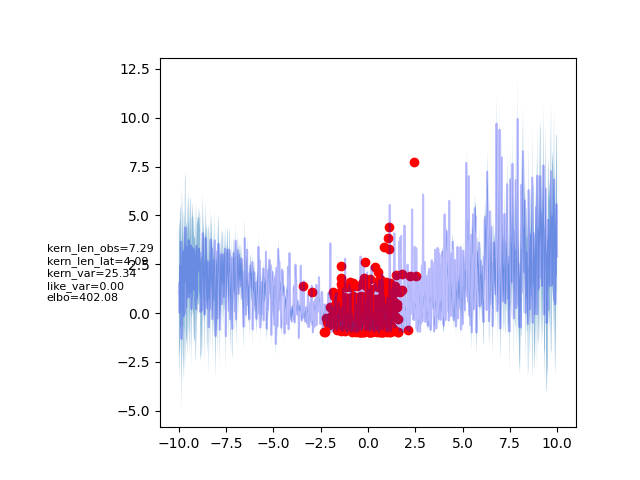 12.5
10.0
7.5
5.0
2.5
0.0
−2.5
−5.0
kern_len_obs=7.29
kern_len_lat=4.09
kern_var=25.34
like_var=0.00
elbo=402.08
−10.0 −7.5 −5.0 −2.5 0.0 2.5 5.0 7.5 10.0